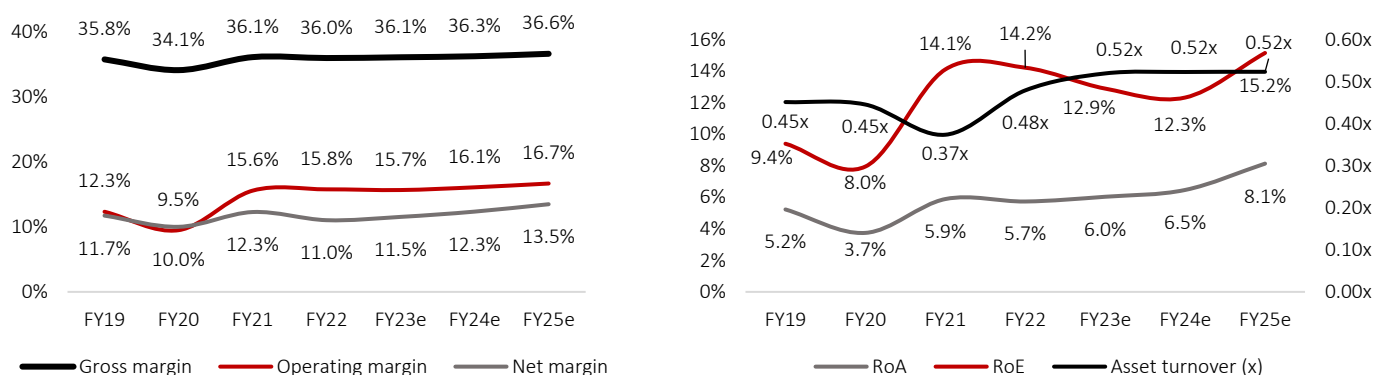 40%
30%
20%
10%
0%
35.8% 34.1% 36.1% 36.0% 36.1% 36.3% 36.6%
12.3% 9.5% 15.6% 15.8% 15.7% 16.1% 16.7%
11.7% 10.0% 12.3% 11.0% 11.5% 12.3% 13.5%
FY19 FY20 FY21 FY22 FY23e FY24e FY25e
Gross margin Operating margin Net margin
16%
14%
12%
10%
8%
6%
4%
2%
0%
9.4% 8.0% 14.1% 14.2% 12.9% 12.3% 15.2%
0.45x 0.45x 0.37x 0.48x 0.52x 0.52x 0.52x
5.2% 3.7% 5.9% 5.7% 6.0% 6.5% 8.1%
0.60x
0.50x
0.40x
0.30x
0.20x
0.10x
0.00x
FY19 FY20 FY21 FY22 FY23e FY24e FY25e
RoA RoE Asset turnover (x)